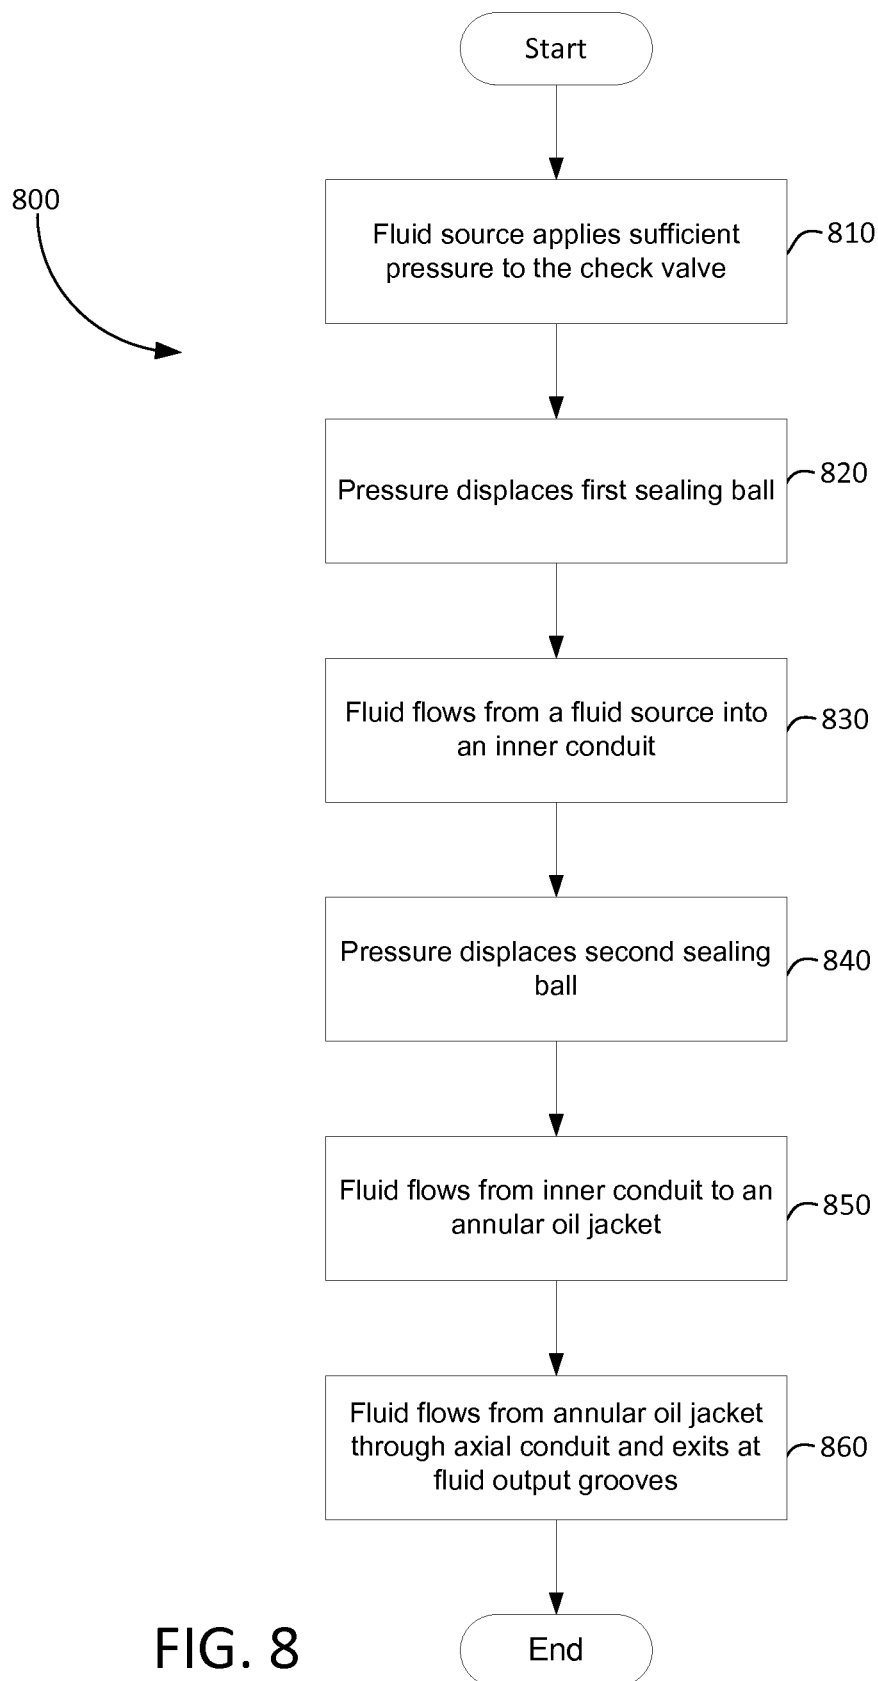 Start
800
Fluid source applies sufficient
pressure to the check valve
810
Pressure displaces first sealing ball
820
Fluid flows from a fluid source into
an inner conduit
830
Pressure displaces second sealing
ball
840
Fluid flows from inner conduit to an
annular oil jacket
850
Fluid flows from annular oil jacket
through axial conduit and exits at
fluid output grooves
860
FIG. 8
End